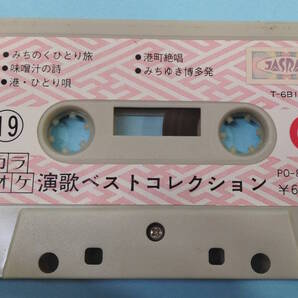 ●みちのくひとり旅
●味噌汁の詩
●港・ひとり唄
●港町絶唱
●みちゆき博多発
JASRAC
T-6B1
19
カラオケ
演歌ベストコレクション
PO-8
¥6